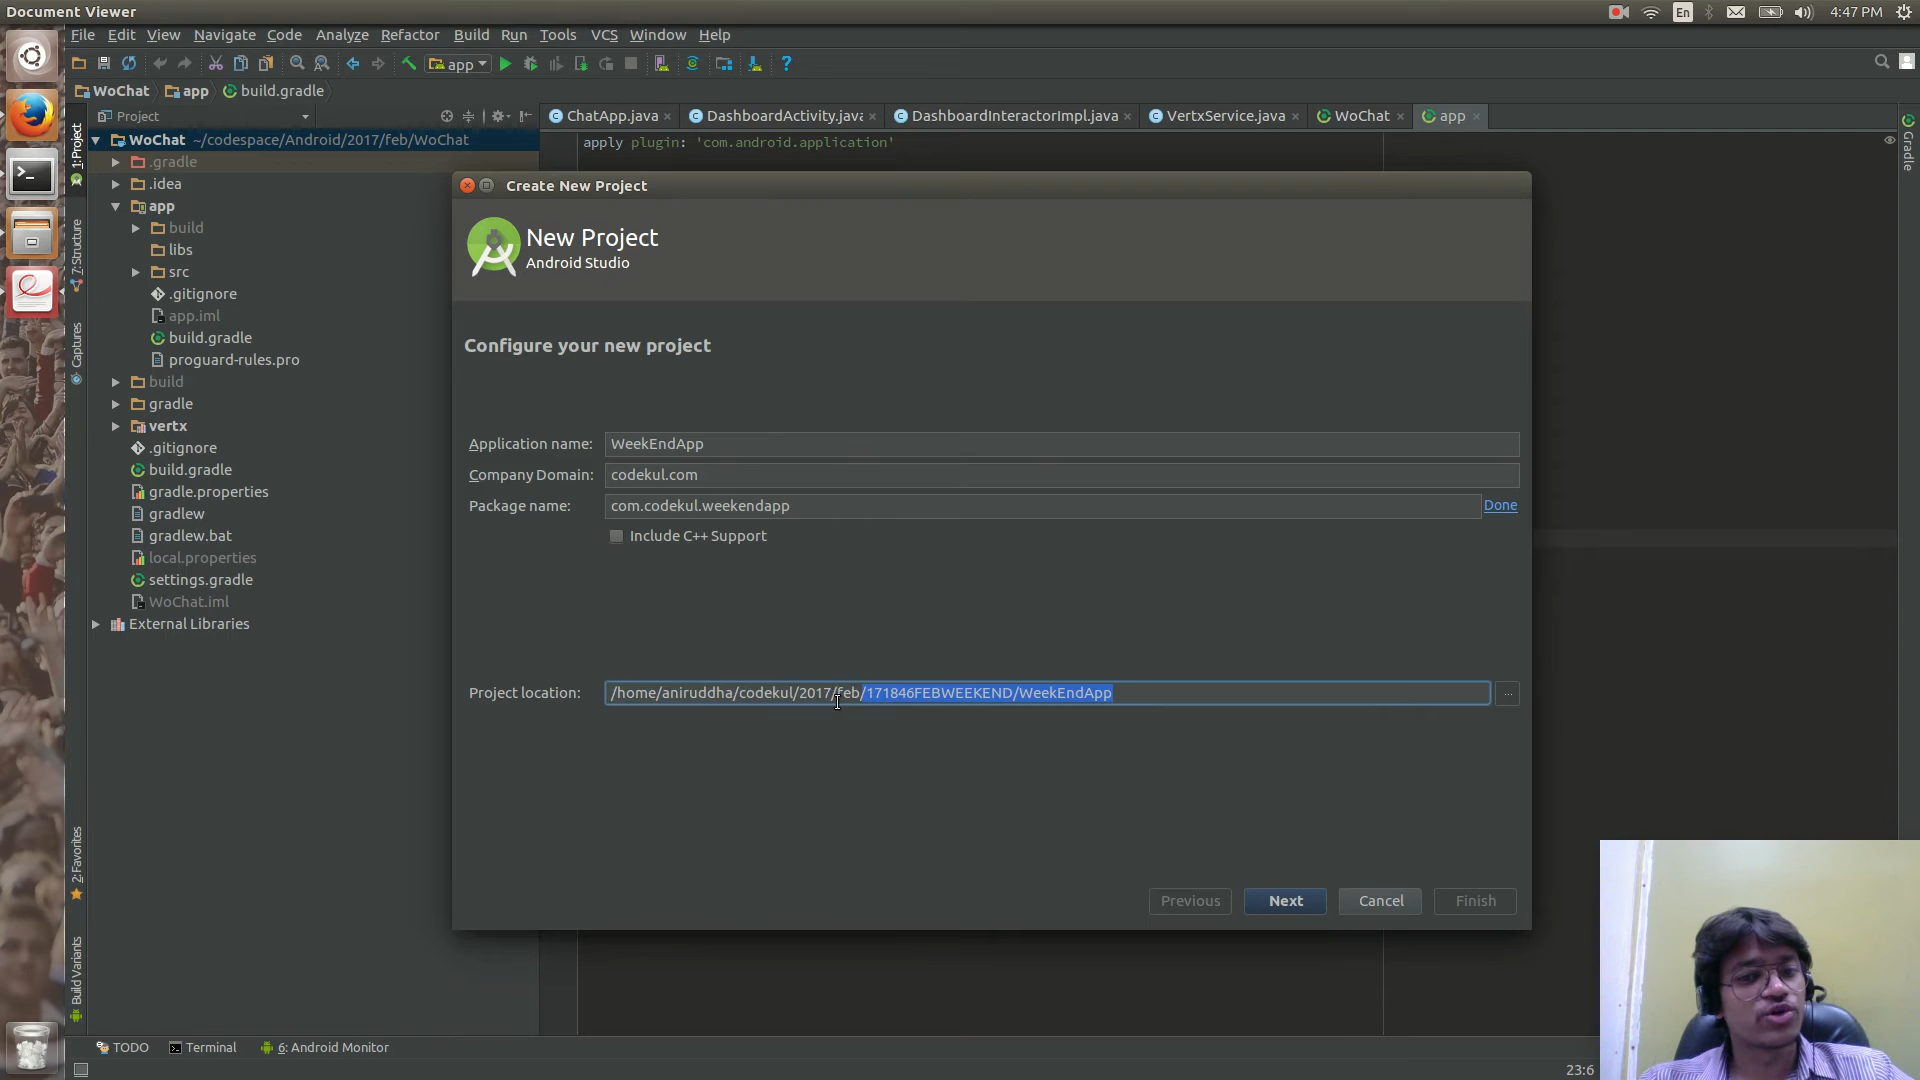 Document Viewer
En
4:47 PM
File Edit View Navigate Code Analyze Refactor Build Run Tools VCS Window Help
app
WoChat app build.gradle
Project
ChatApp.java DashboardActivity.java DashboardInteractorImpl.java VertxService.java WoChat app
1: Project
7: Structure
Captures
2: Favorites
Build Variants
Gradle
WoChat ~/codespace/Android/2017/feb/WoChat
.gradle
.idea
app
build
libs
src
.gitignore
app.iml
build.gradle
proguard-rules.pro
build
gradle
vertx
.gitignore
build.gradle
gradle.properties
gradlew
gradlew.bat
local.properties
settings.gradle
WoChat.iml
External Libraries
apply plugin: 'com.android.application'
Create New Project
New Project
Android Studio
Configure your new project
Application name: WeekEndApp
Company Domain: codekul.com
Package name: com.codekul.weekendapp Done
Include C++ Support
Project location: /home/aniruddha/codekul/2017/feb/171846FEBWEEKEND/WeekEndApp ...
Previous Next Cancel Finish
TODO Terminal 6: Android Monitor
23:6